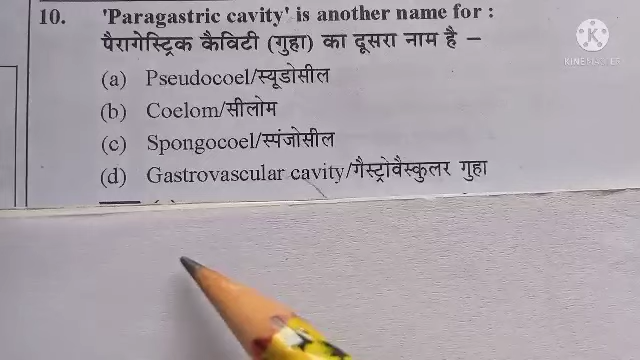 10. 'Paragastric cavity' is another name for :
पैरागेस्ट्रिक कैविटी (गुहा) का दूसरा नाम है –
(a) Pseudocoel/स्यूडोसील
(b) Coelom/सीलोम
(c) Spongocoel/स्पंजोसील
(d) Gastrovascular cavity/गैस्ट्रोवैस्कुलर गुहा
K